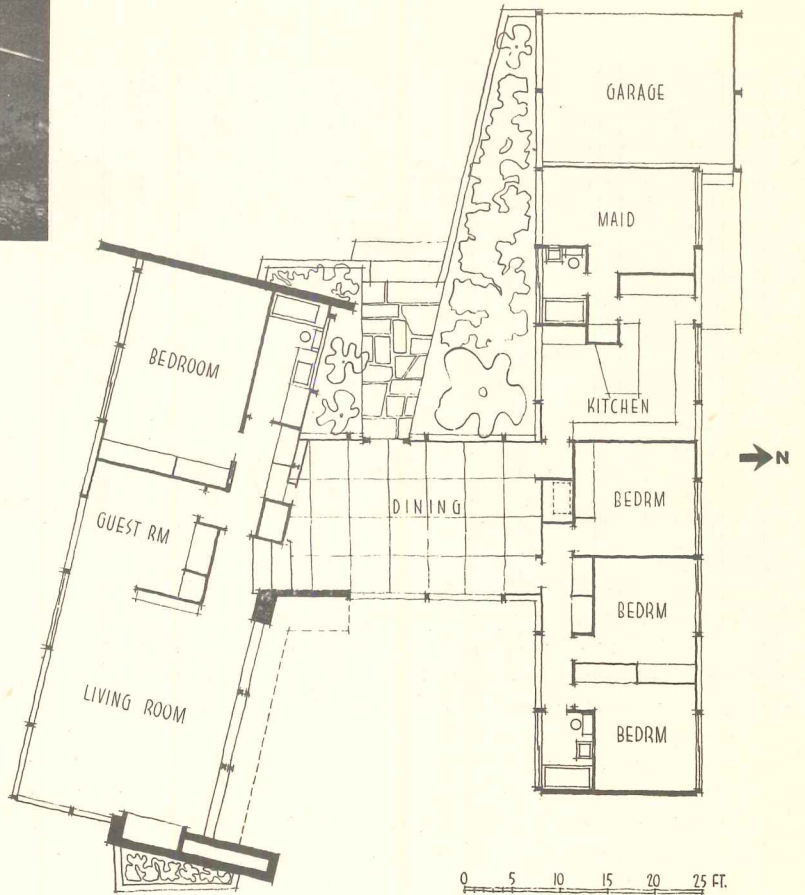 GARAGE
MAID
BEDROOM
KITCHEN
N
DINING
BEDRM
GUEST RM
BEDRM
LIVING ROOM
BEDRM
0 5 10 15 20 25 FT.